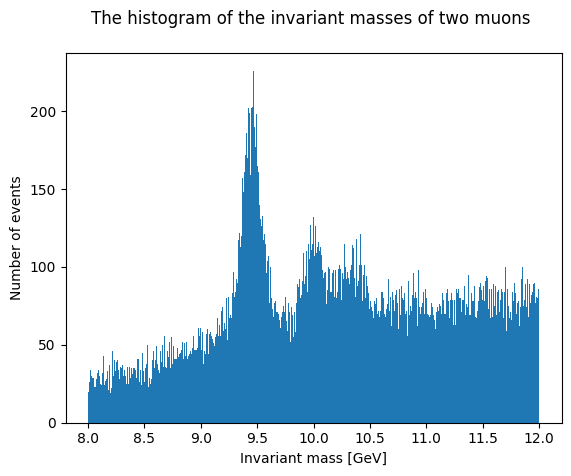 The histogram of the invariant masses of two muons
Number of events
200
150
100
50
0
8.0 8.5 9.0 9.5 10.0 10.5 11.0 11.5 12.0
Invariant mass [GeV]